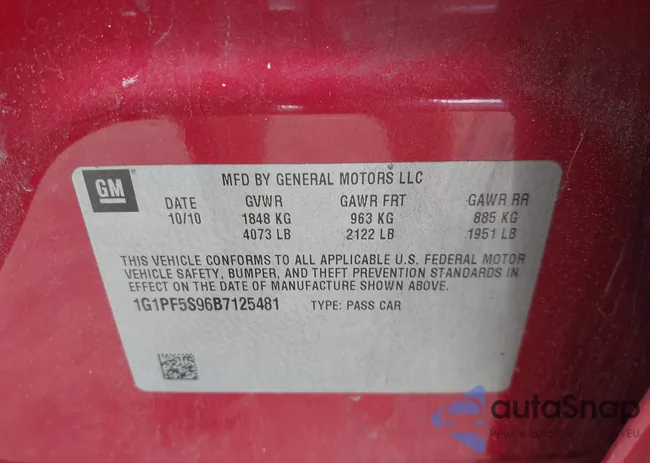 GM
MFD BY GENERAL MOTORS LLC
DATE GVWR GAWR FRT GAWR RR
10/10 1848 KG 963 KG 885 KG
4073 LB 2122 LB 1951 LB
THIS VEHICLE CONFORMS TO ALL APPLICABLE U.S. FEDERAL MOTOR
VEHICLE SAFETY, BUMPER, AND THEFT PREVENTION STANDARDS IN
EFFECT ON THE DATE OF MANUFACTURE SHOWN ABOVE.
1G1PF5S96B7125481 TYPE: PASS CAR
autoSnap